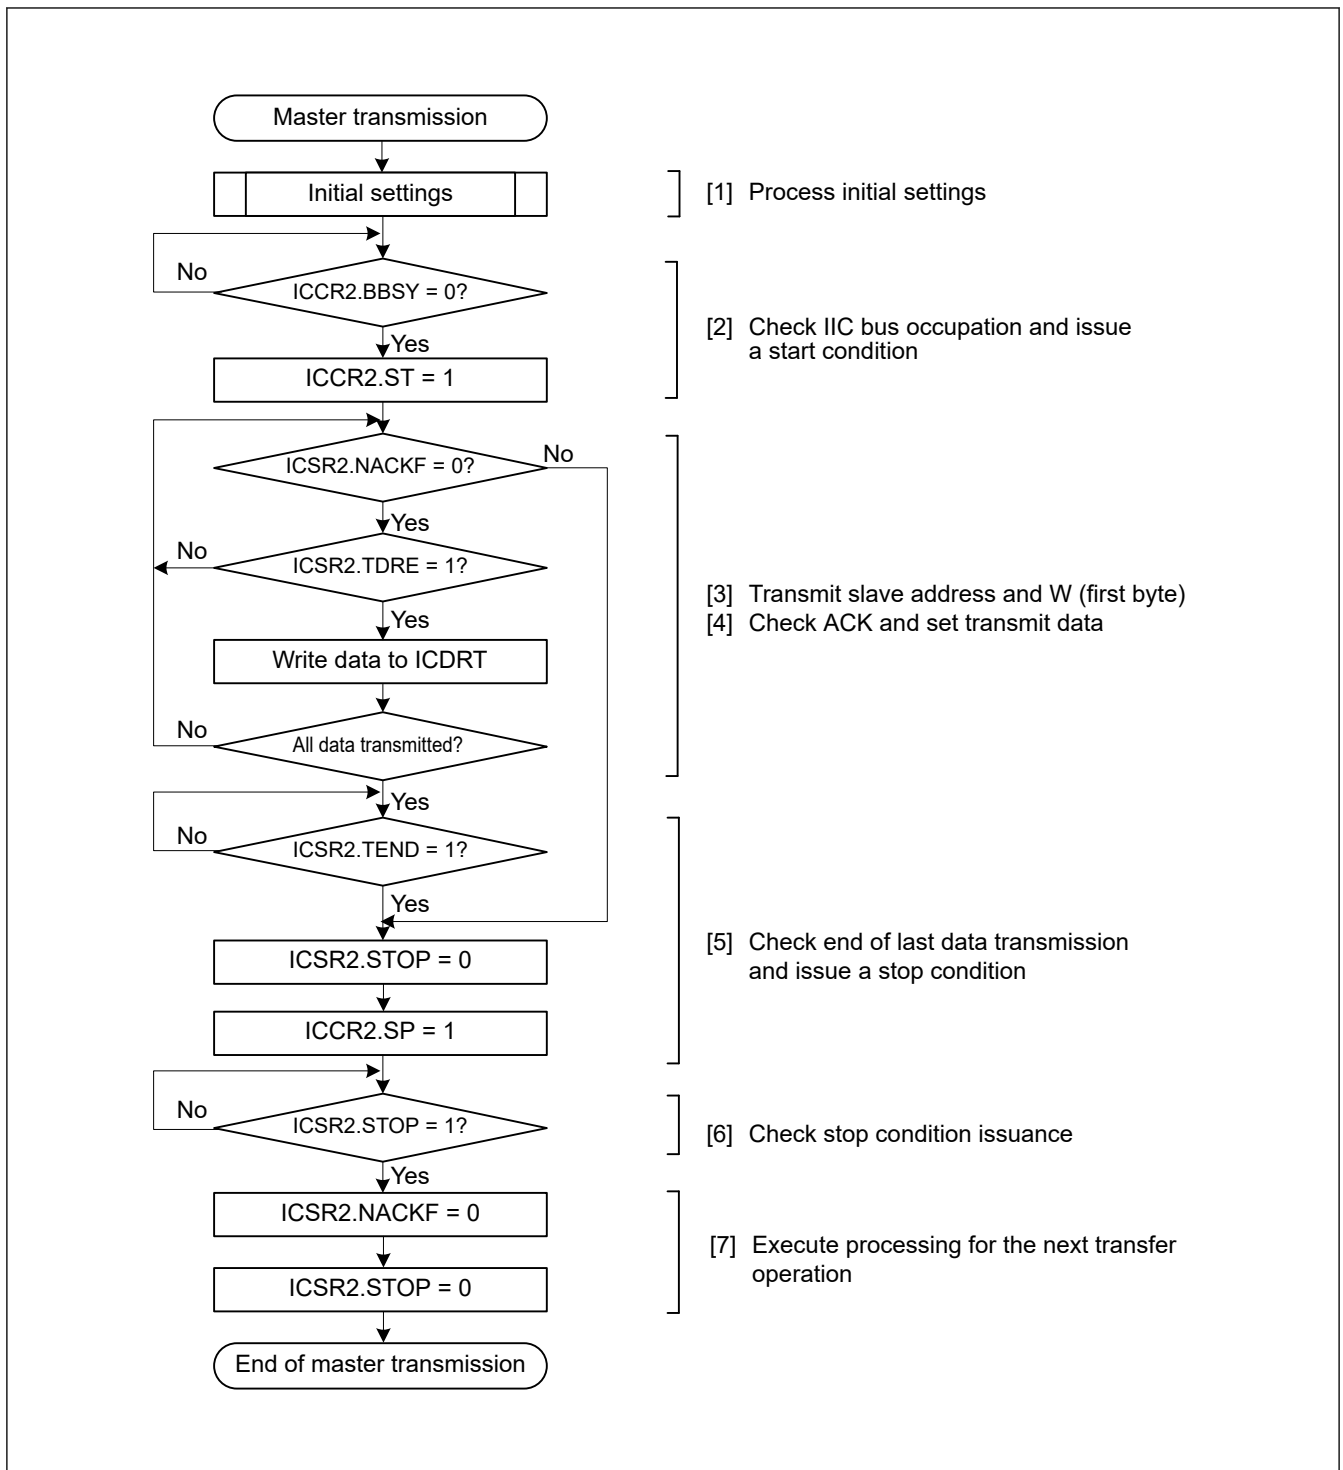 Master transmission
Initial settings
[1] Process initial settings
No
ICCR2.BBSY = 0?
[2] Check IIC bus occupation and issue
a start condition
Yes
ICCR2.ST = 1
ICSR2.NACKF = 0?
No
Yes
No
ICSR2.TDRE = 1?
[3] Transmit slave address and W (first byte)
[4] Check ACK and set transmit data
Yes
Write data to ICDRT
No
All data transmitted?
Yes
No
ICSR2.TEND = 1?
Yes
[5] Check end of last data transmission
and issue a stop condition
ICSR2.STOP = 0
ICCR2.SP = 1
No
ICSR2.STOP = 1?
[6] Check stop condition issuance
Yes
ICSR2.NACKF = 0
[7] Execute processing for the next transfer
operation
ICSR2.STOP = 0
End of master transmission